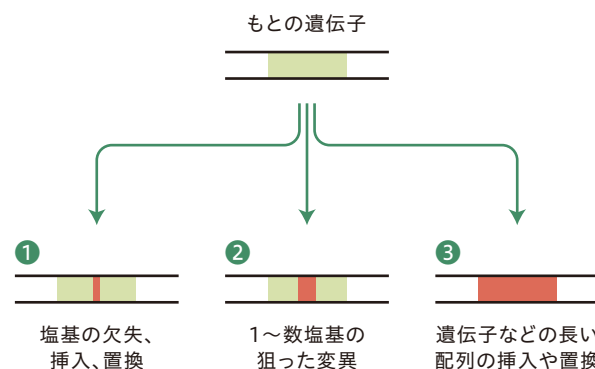 もとの遺伝子
1
2
3
塩基の欠失、
挿入、置換
1〜数塩基の
狙った変異
遺伝子などの長い
配列の挿入や置換